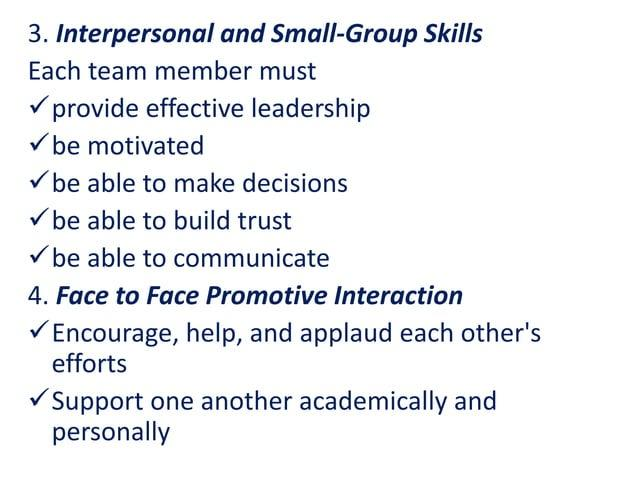 3. Interpersonal and Small-Group Skills
Each team member must
✓provide effective leadership
✓be motivated
✓be able to make decisions
✓be able to build trust
✓be able to communicate
4. Face to Face Promotive Interaction
✓Encourage, help, and applaud each other's
efforts
✓Support one another academically and
personally